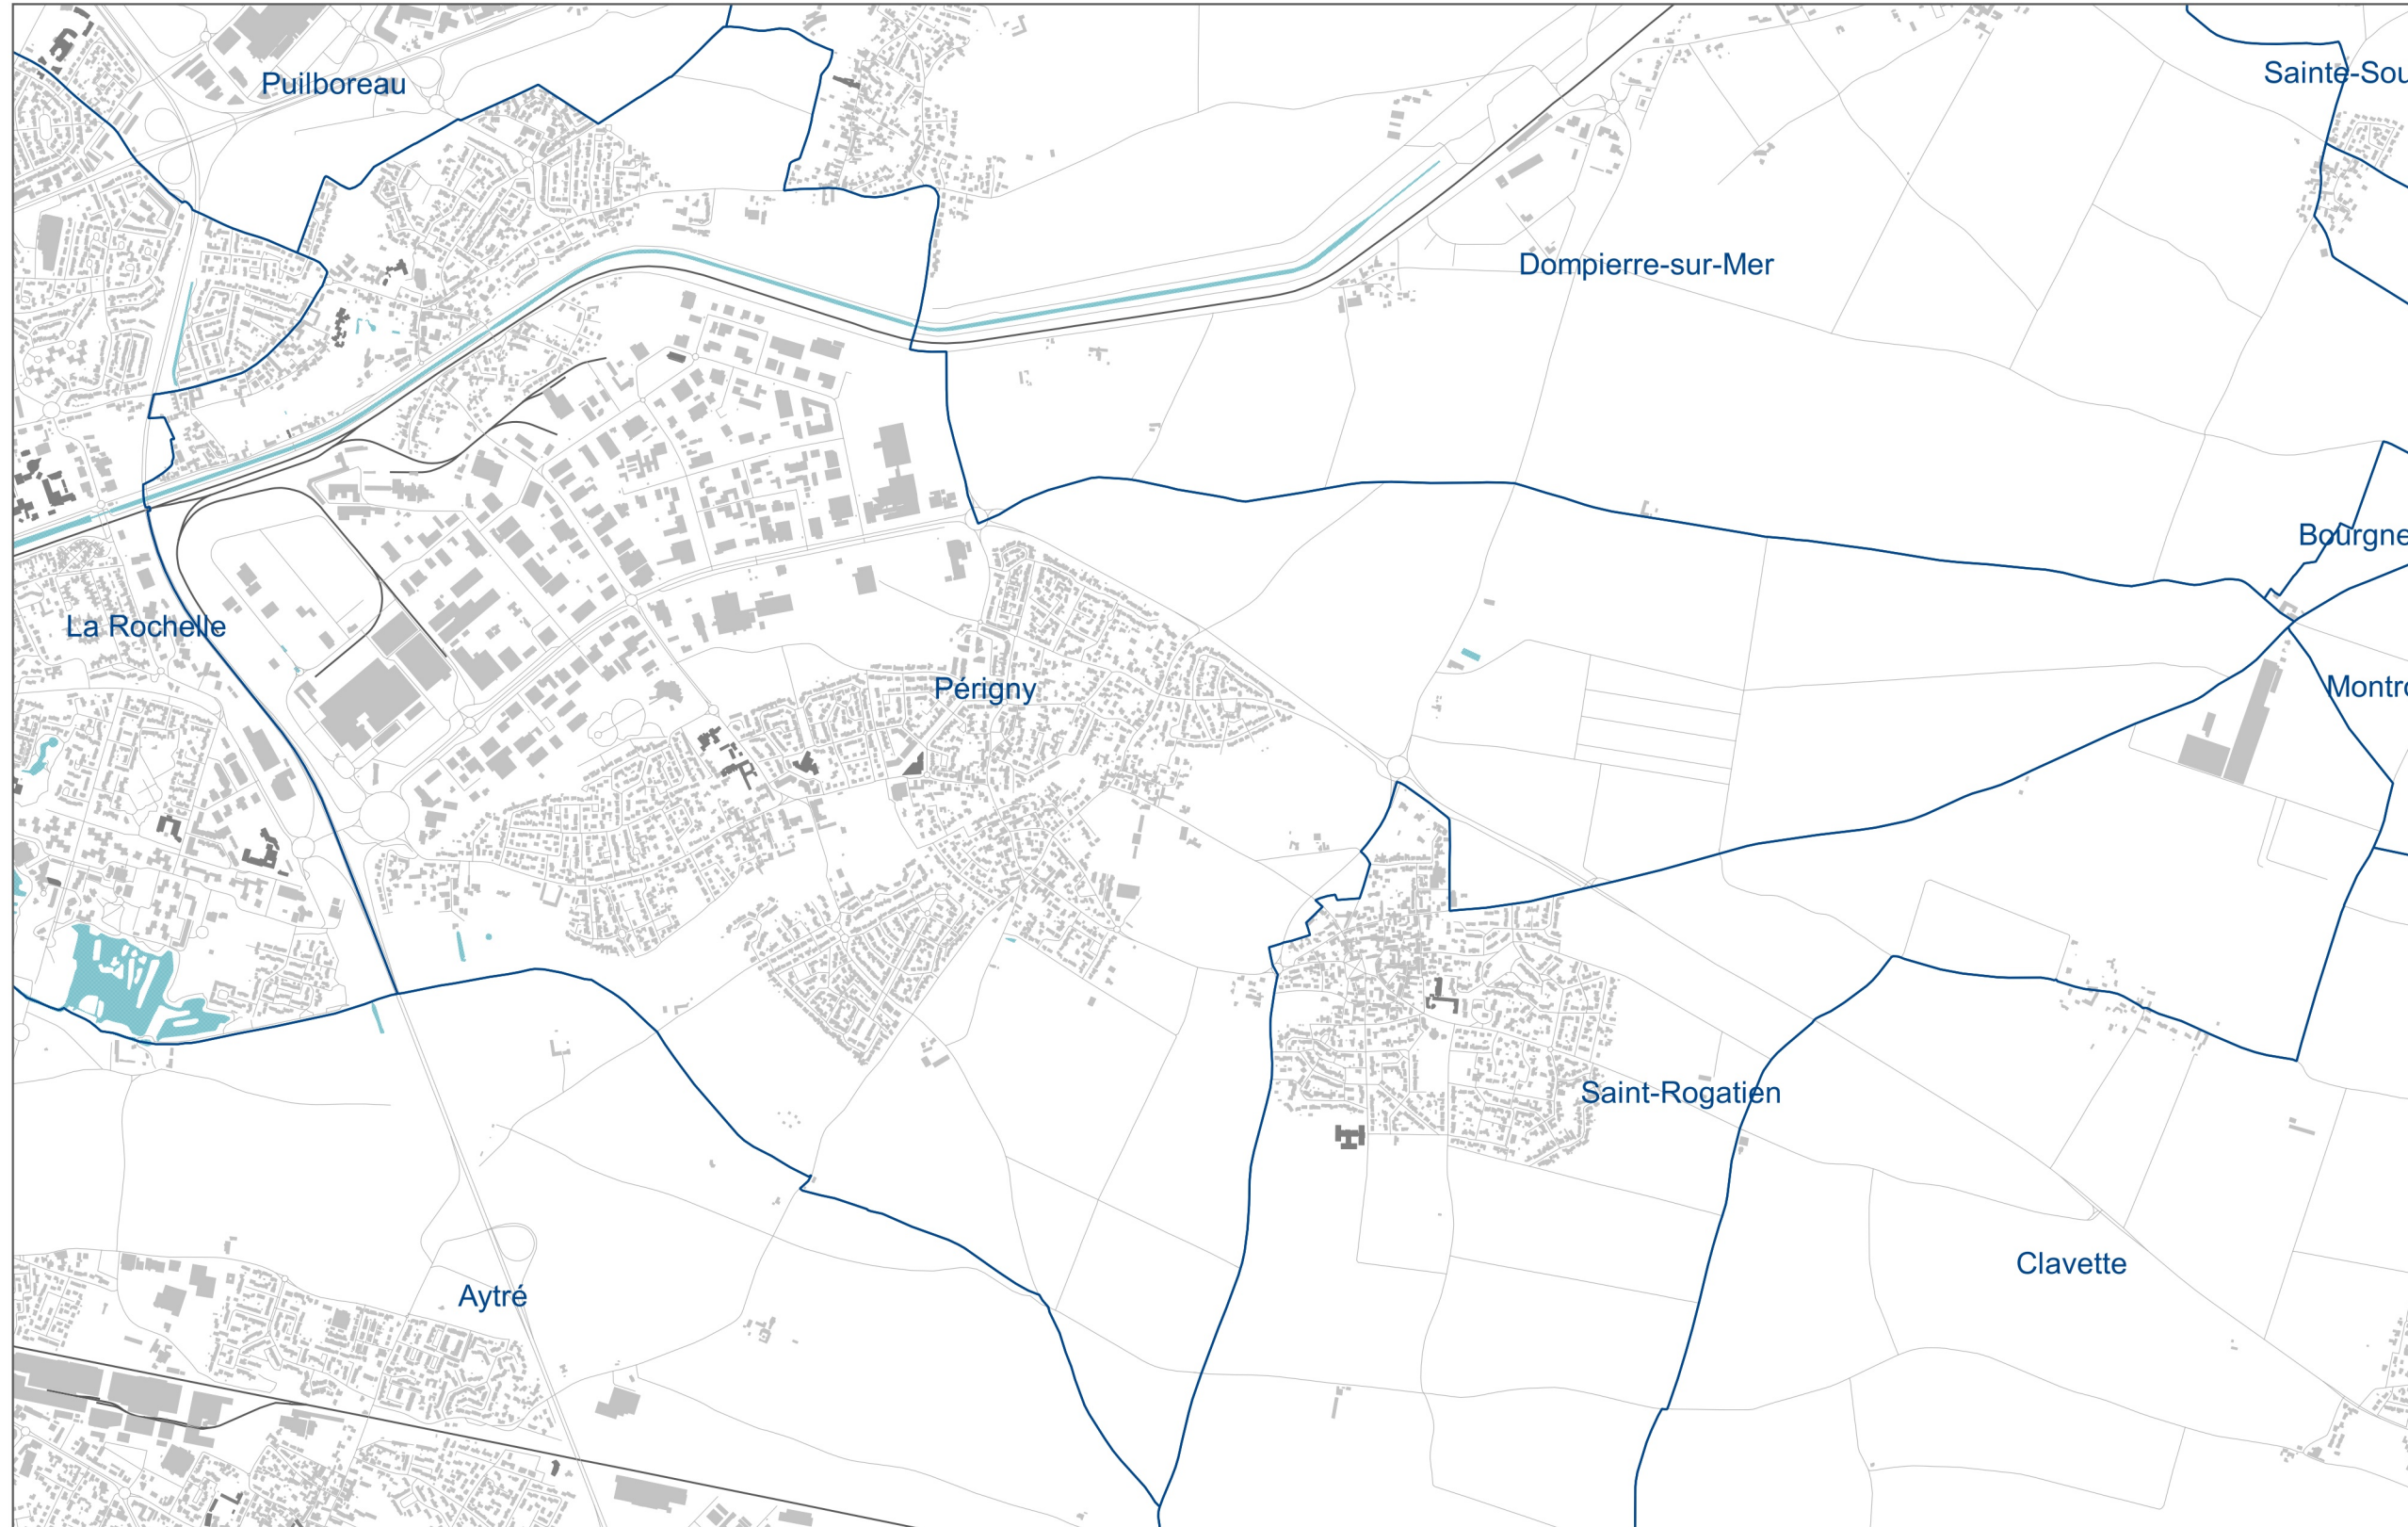 Puilboreau
Sainte-Sou
Dompierre-sur-Mer
Bourgne
La Rochelle
Périgny
Montr
Saint-Rogatien
Clavette
Aytré